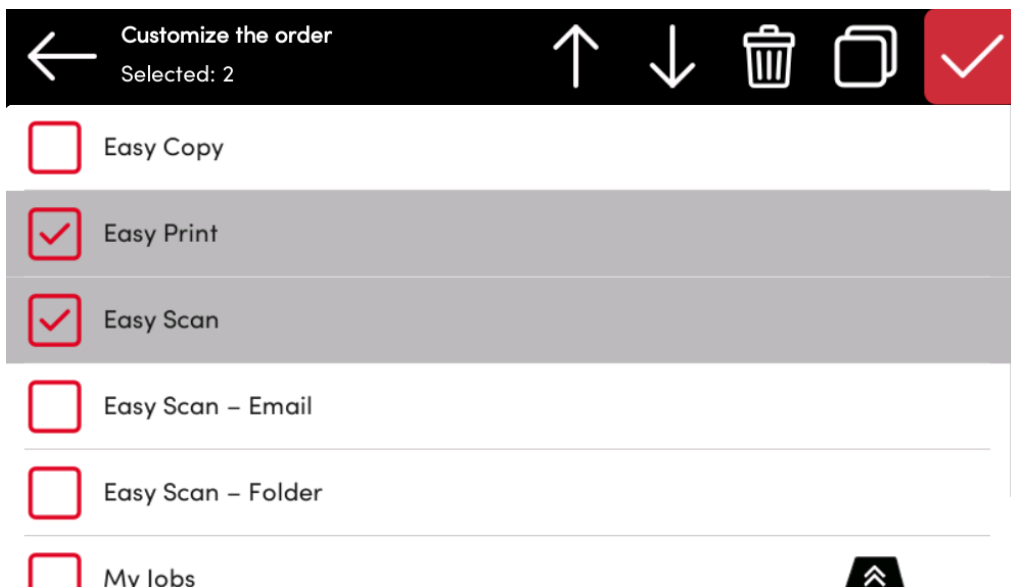 Customize the order
Selected: 2
Easy Copy
Easy Print
Easy Scan
Easy Scan – Email
Easy Scan – Folder
My Jobs